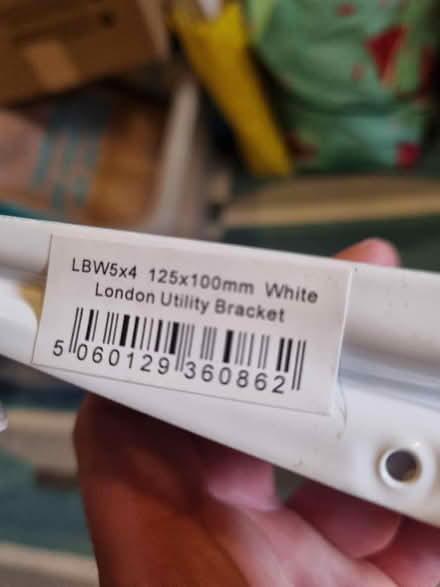 LBW5x4 125x100mm White
London Utility Bracket
5 060129 360862